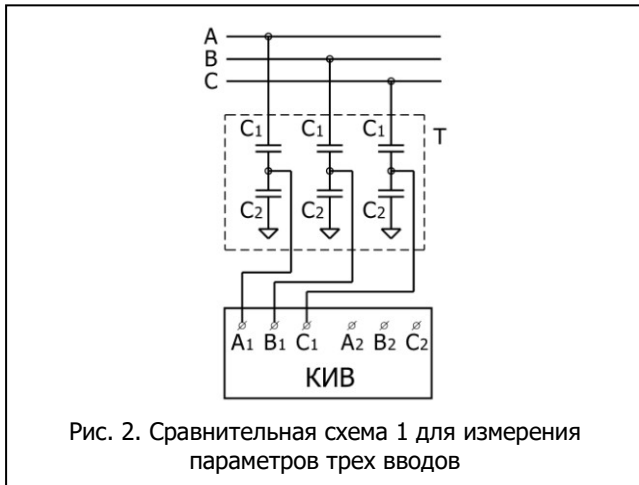 A
B
C
C1 C1 C1 T
C2 C2 C2
A1 B1 C1 A2 B2 C2
КИВ
Рис. 2. Сравнительная схема 1 для измерения
параметров трех вводов